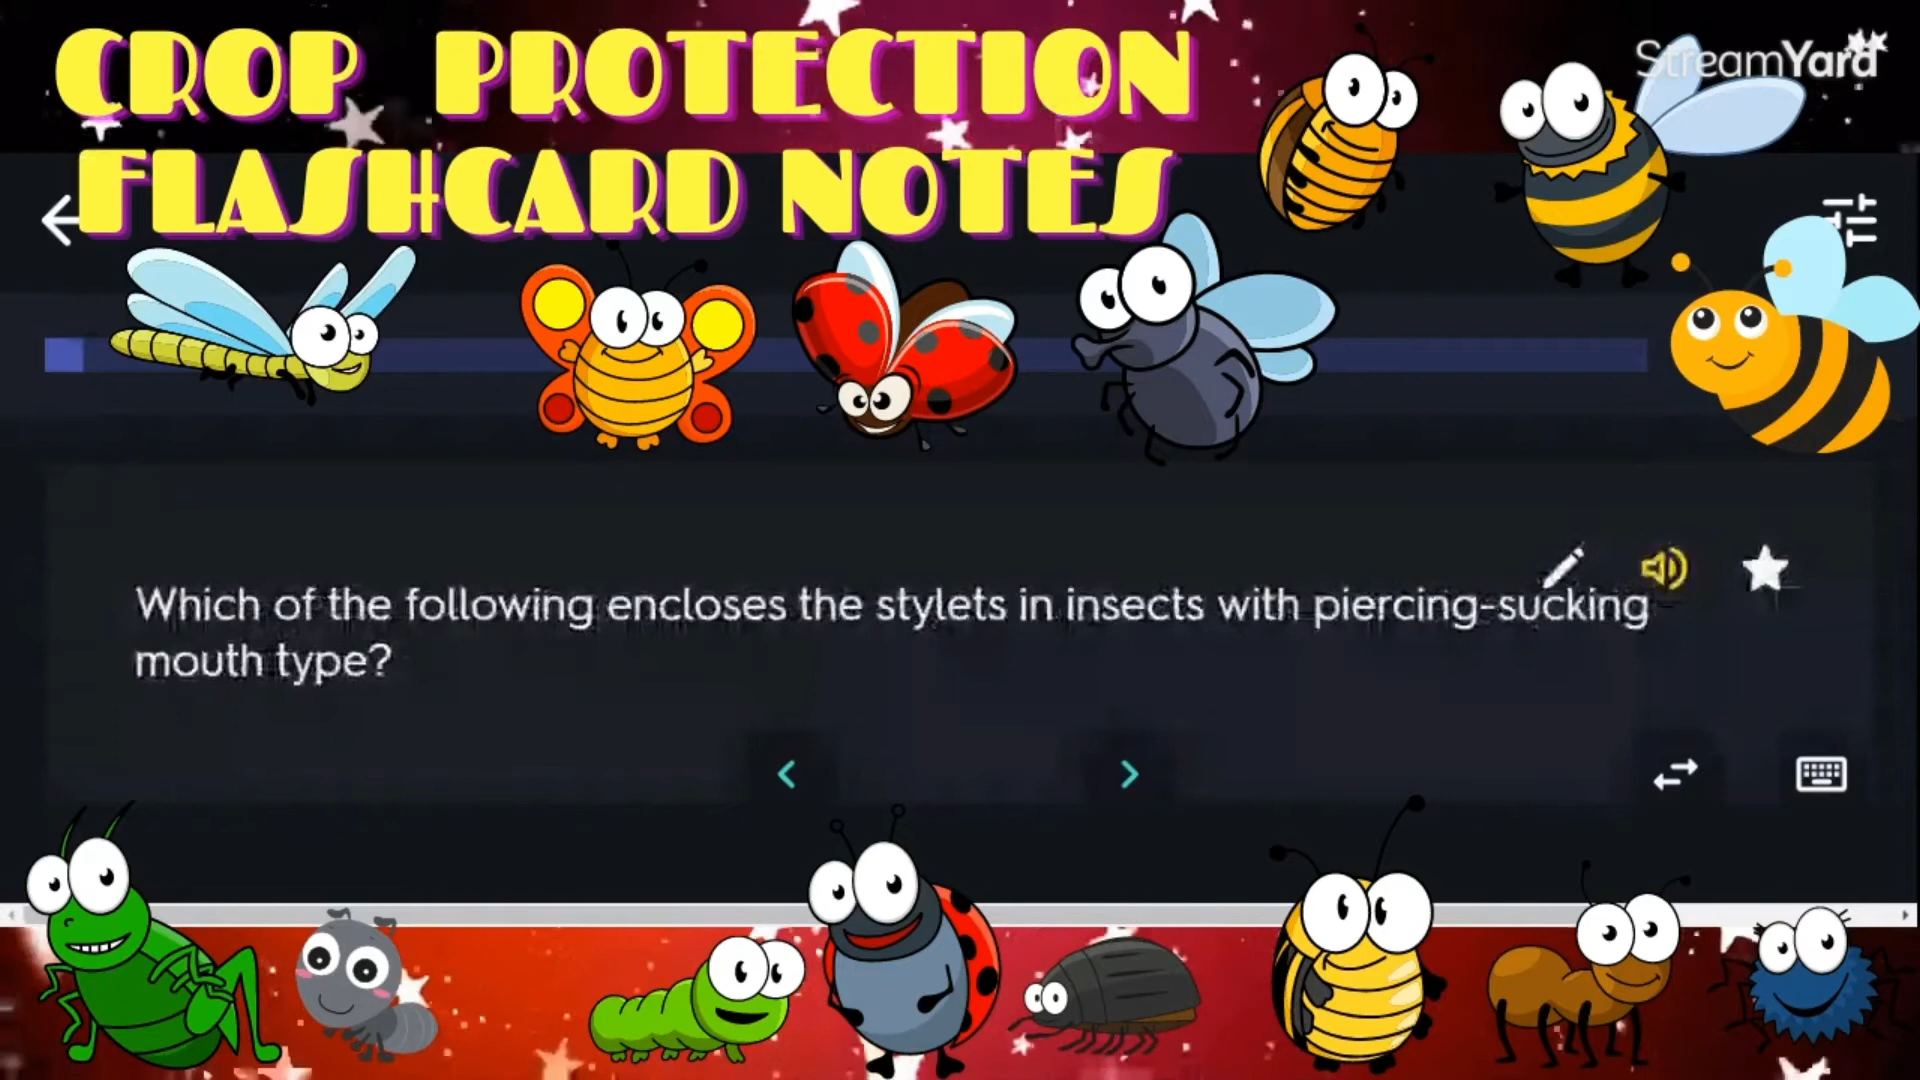 CROP PROTECTION
StreamYard
FLASHCARD NOTES
Which of the following encloses the stylets in insects with piercing-sucking
mouth type?